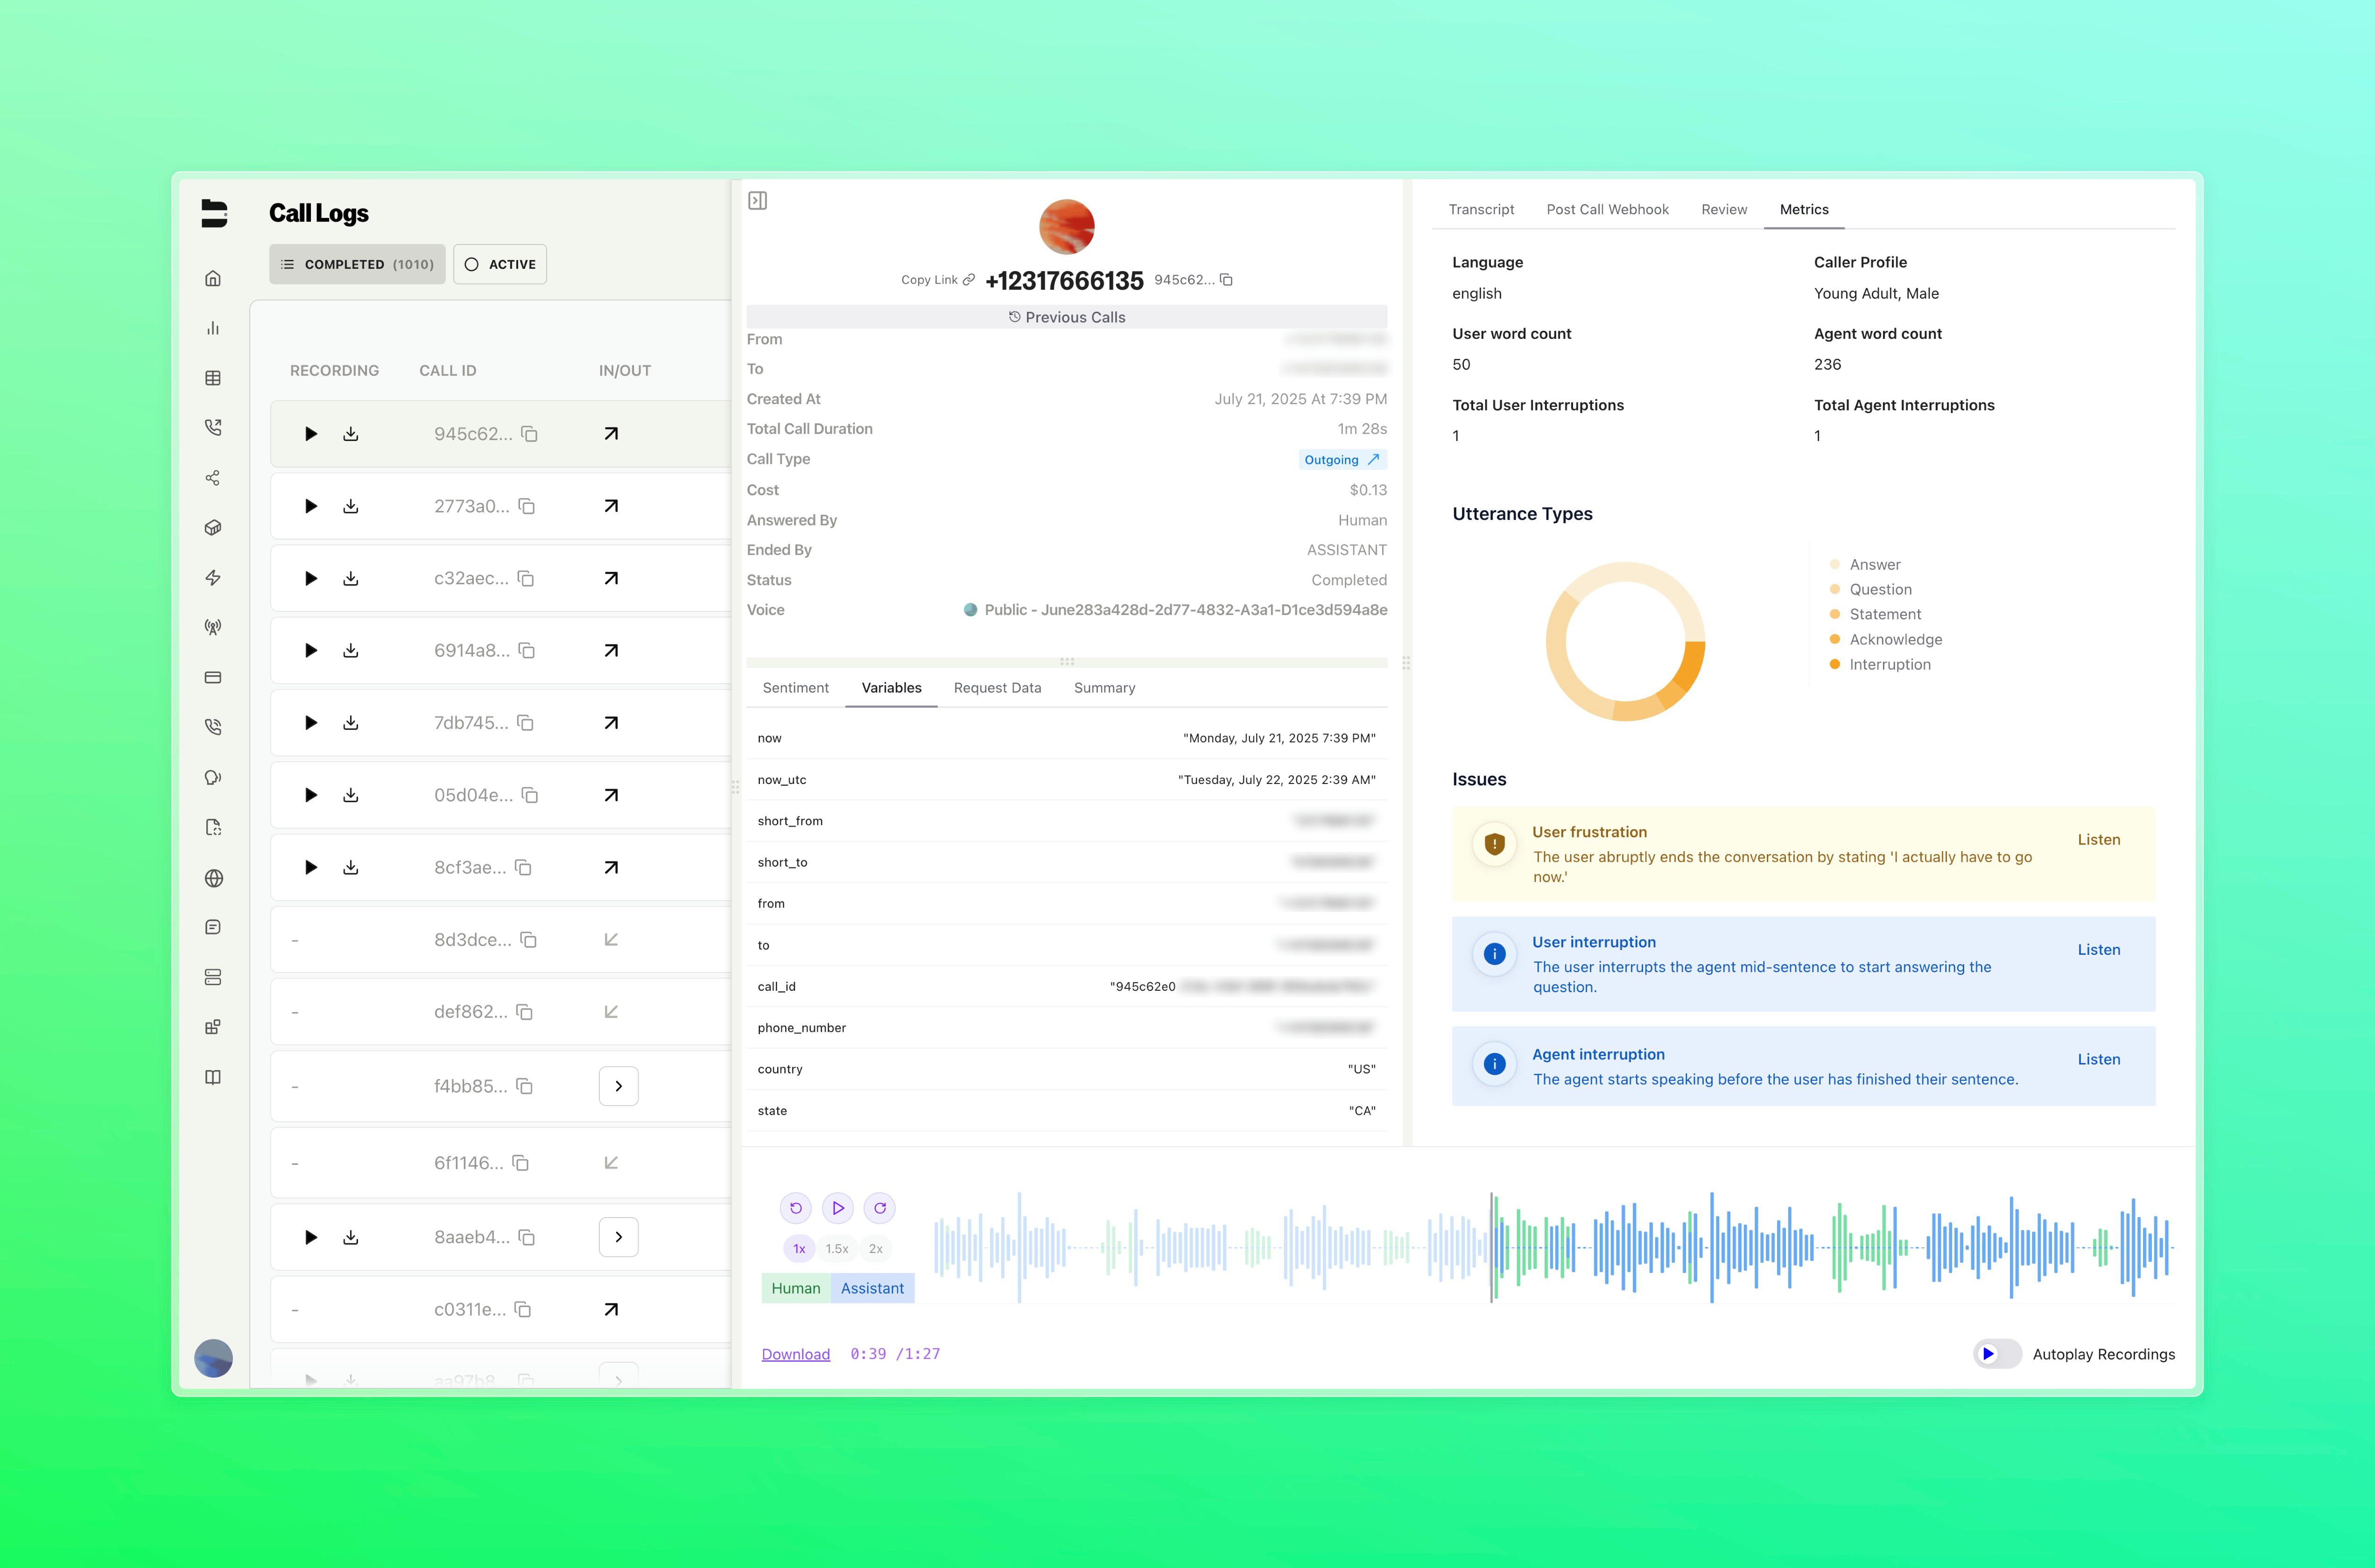 Call Logs
COMPLETED (1010)
ACTIVE
RECORDING CALL ID IN/OUT
945c62...
2773a0...
c32aec...
6914a8...
7db745...
05d04e...
8cf3ae...
- 8d3dce...
- def862...
- f4bb85...
- 6f1146...
8aaeb4...
- c0311e...
aa97b8...
Copy Link +12317666135 945c62...
Previous Calls
From
To
Created At July 21, 2025 At 7:39 PM
Total Call Duration 1m 28s
Call Type Outgoing
Cost $0.13
Answered By Human
Ended By ASSISTANT
Status Completed
Voice Public - June283a428d-2d77-4832-A3a1-D1ce3d594a8e
Sentiment Variables Request Data Summary
now "Monday, July 21, 2025 7:39 PM"
now_utc "Tuesday, July 22, 2025 2:39 AM"
short_from
short_to
from
to
call_id "945c62e0
phone_number
country "US"
state "CA"
Transcript Post Call Webhook Review Metrics
Language Caller Profile
english Young Adult, Male
User word count Agent word count
50 236
Total User Interruptions Total Agent Interruptions
1 1
Utterance Types
Answer
Question
Statement
Acknowledge
Interruption
Issues
User frustration
The user abruptly ends the conversation by stating 'I actually have to go
now.'
Listen
User interruption
The user interrupts the agent mid-sentence to start answering the
question.
Listen
Agent interruption
The agent starts speaking before the user has finished their sentence.
Listen
1x 1.5x 2x
Human Assistant
Download 0:39 /1:27
Autoplay Recordings